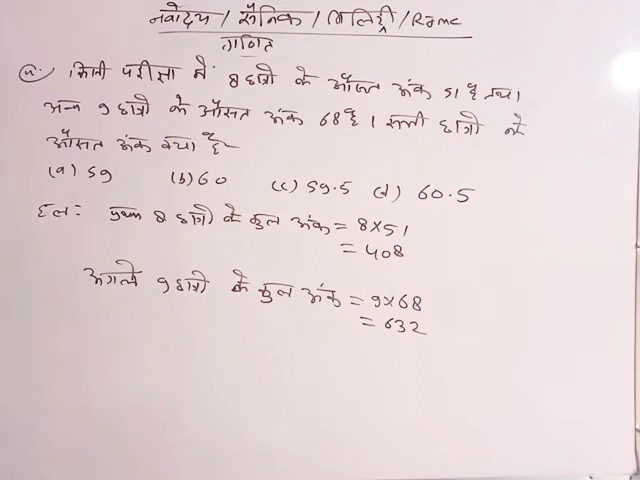 नवोदय / सैनिक / मिलिट्री / Rimc
गणित
किसी परीक्षा में 8 छात्रों के औसत अंक 51 है तथा
अन्य 9 छात्रों के औसत अंक 68 है। सभी छात्रों के
औसत अंक क्या है
(a) 59 (b) 60 (c) 59.5 (d) 60.5
हल: प्रथम 8 छात्रों के कुल अंक = 8×51
= 408
अगले 9 छात्रों के कुल अंक = 9×68
= 632